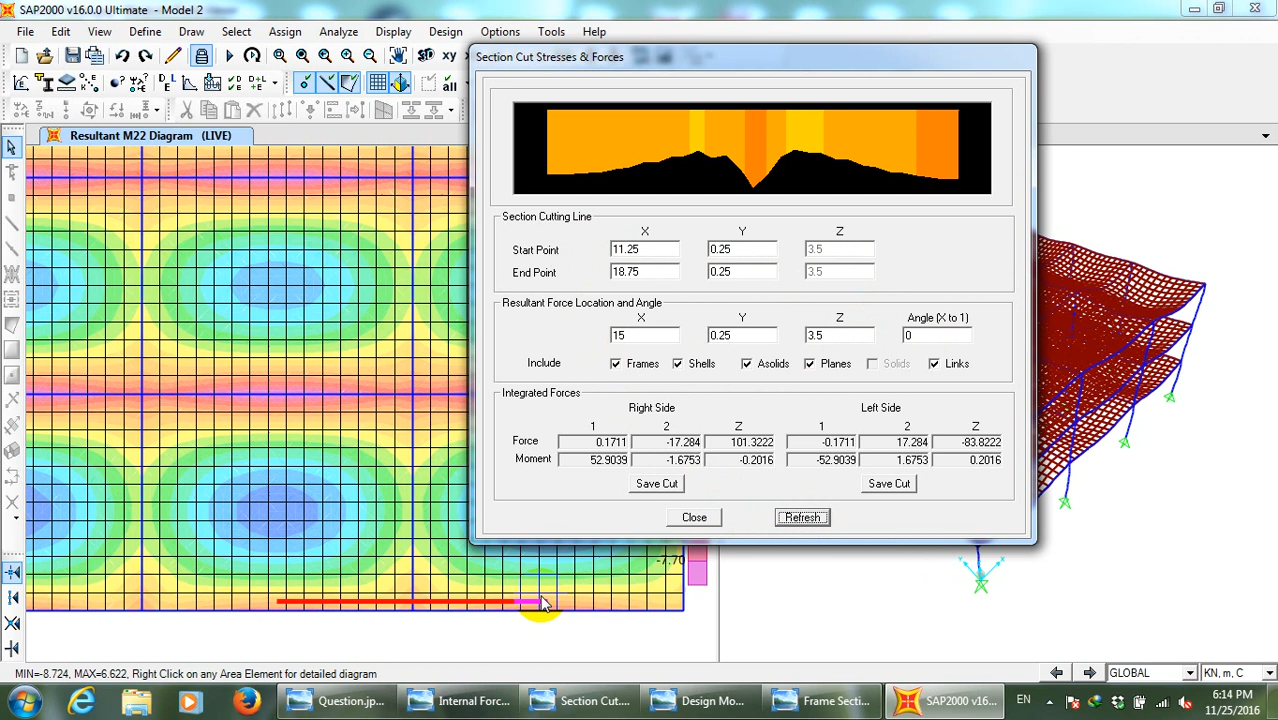 SAP2000 v16.0.0 Ultimate - Model 2
File Edit View Define Draw Select Assign Analyze Display Design Options Tools Help
Section Cut Stresses & Forces
3D xy
all
Resultant M22 Diagram (LIVE)
Section Cutting Line
X Y Z
Start Point 11.25 0.25 3.5
End Point 18.75 0.25 3.5
Resultant Force Location and Angle
X Y Z Angle (X to 1)
15 0.25 3.5 0
Include Frames Shells Asolids Planes Solids Links
Integrated Forces
Right Side Left Side
1 2 Z 1 2 Z
Force 0.1711 -17.284 101.3222 -0.1711 17.284 -83.8222
Moment 52.9039 -1.6753 -0.2016 -52.9039 1.6753 0.2016
Save Cut Save Cut
Close Refresh
-7.70
MIN=-8.724, MAX=6.622, Right Click on any Area Element for detailed diagram
GLOBAL KN, m, C
Question.jp... Internal Forc... Section Cut.... Design Mo... Frame Secti... SAP2000 v16... EN 6:14 PM
11/25/2016